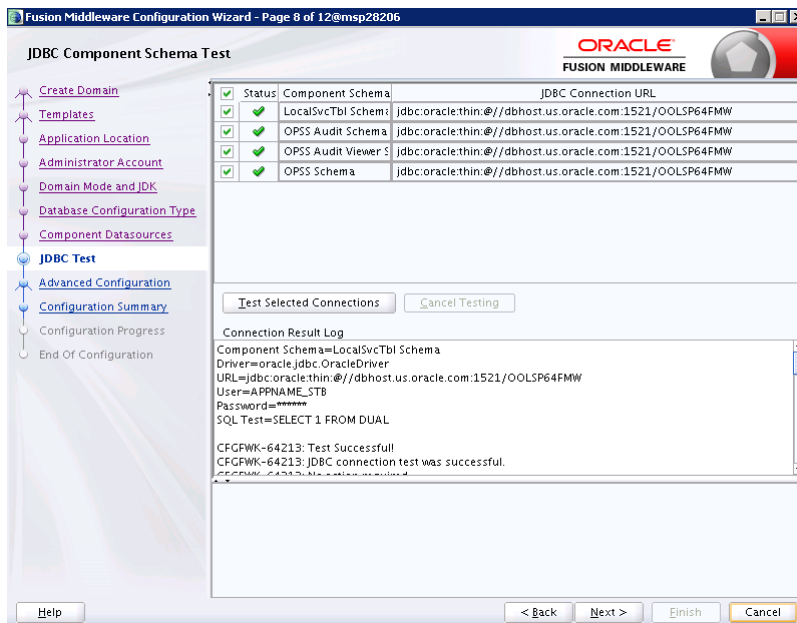 Fusion Middleware Configuration Wizard - Page 8 of 12@msp28206
JDBC Component Schema Test
ORACLE
FUSION MIDDLEWARE
Create Domain
Templates
Application Location
Administrator Account
Domain Mode and JDK
Database Configuration Type
Component Datasources
JDBC Test
Advanced Configuration
Configuration Summary
Configuration Progress
End Of Configuration
Status Component Schema JDBC Connection URL
LocalSvcTbl Schema jdbc:oracle:thin:@//dbhost.us.oracle.com:1521/OOLSP64FMW
OPSS Audit Schema jdbc:oracle:thin:@//dbhost.us.oracle.com:1521/OOLSP64FMW
OPSS Audit Viewer S jdbc:oracle:thin:@//dbhost.us.oracle.com:1521/OOLSP64FMW
OPSS Schema jdbc:oracle:thin:@//dbhost.us.oracle.com:1521/OOLSP64FMW
Test Selected Connections Cancel Testing
Connection Result Log
Component Schema=LocalSvcTbl Schema
Driver=oracle.jdbc.OracleDriver
URL=jdbc:oracle:thin:@//dbhost.us.oracle.com:1521/OOLSP64FMW
User=APPNAME_STB
Password=******
SQL Test=SELECT 1 FROM DUAL
CFGFWK-64213: Test Successful!
CFGFWK-64213: JDBC connection test was successful.
CFGFWK-64213: No action required
Help < Back Next > Finish Cancel